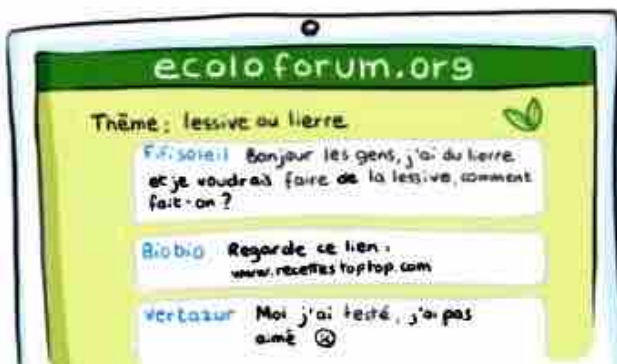 ecoloforum.org
Thème : lessive au lierre
Fifisoleil Bonjour les gens, j'ai du lierre
et je voudrais faire de la lessive, comment
fait-on ?
Biobio Regarde ce lien :
www.recettestoptop.com
Vertazur Moi j'ai testé, j'ai pas
aimé ☹